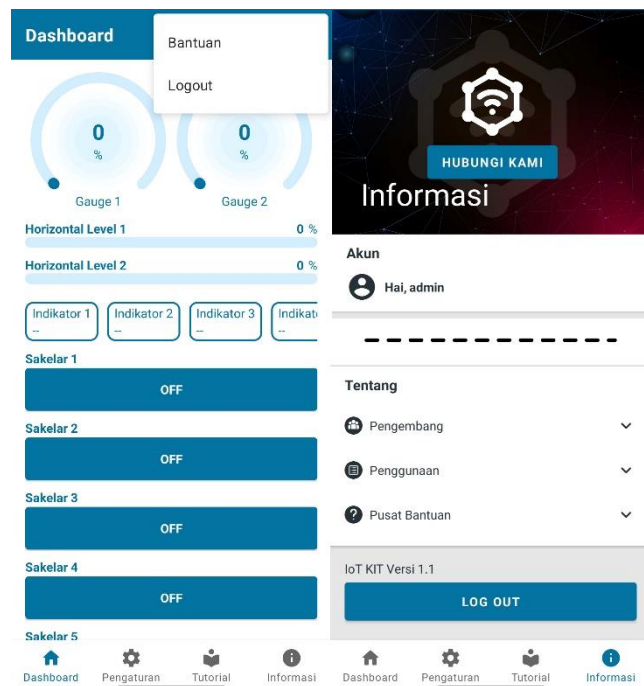 Dashboard
Bantuan
Logout
0
%
Gauge 1
0
%
Gauge 2
Horizontal Level 1 0 %
Horizontal Level 2 0 %
Indikator 1
--
Indikator 2
--
Indikator 3
--
Indikato
--
Sakelar 1
OFF
Sakelar 2
OFF
Sakelar 3
OFF
Sakelar 4
OFF
Sakelar 5
Dashboard Pengaturan Tutorial Informasi
HUBUNGI KAMI
Informasi
Akun
Hai, admin
Tentang
Pengembang
Penggunaan
Pusat Bantuan
IoT KIT Versi 1.1
LOG OUT
Dashboard Pengaturan Tutorial Informasi